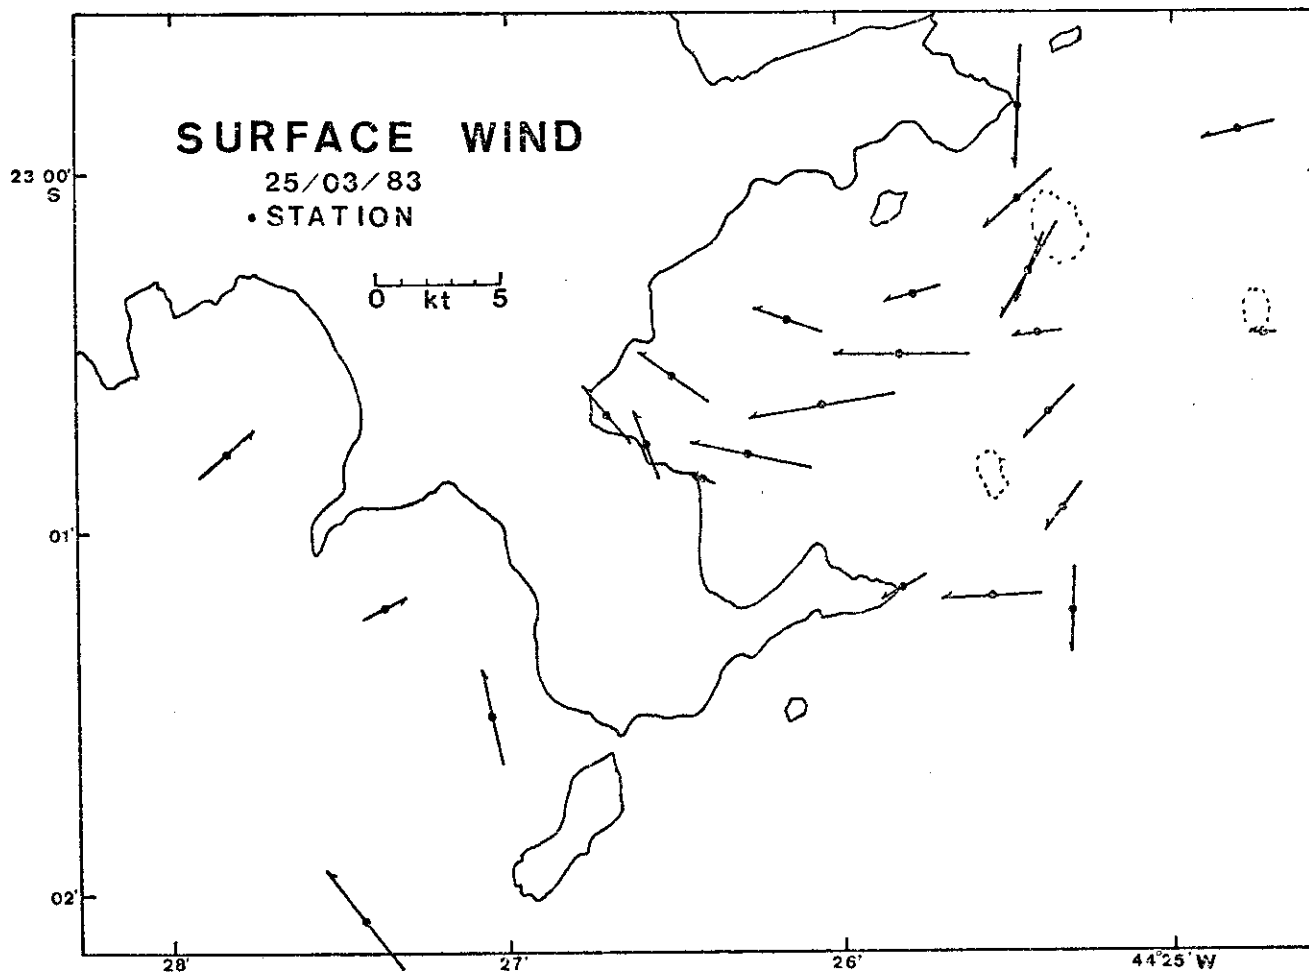 SURFACE WIND
25/03/83
• STATION
0 kt 5
23 00'
S
01'
02'
28'
27'
26'
44°25' W